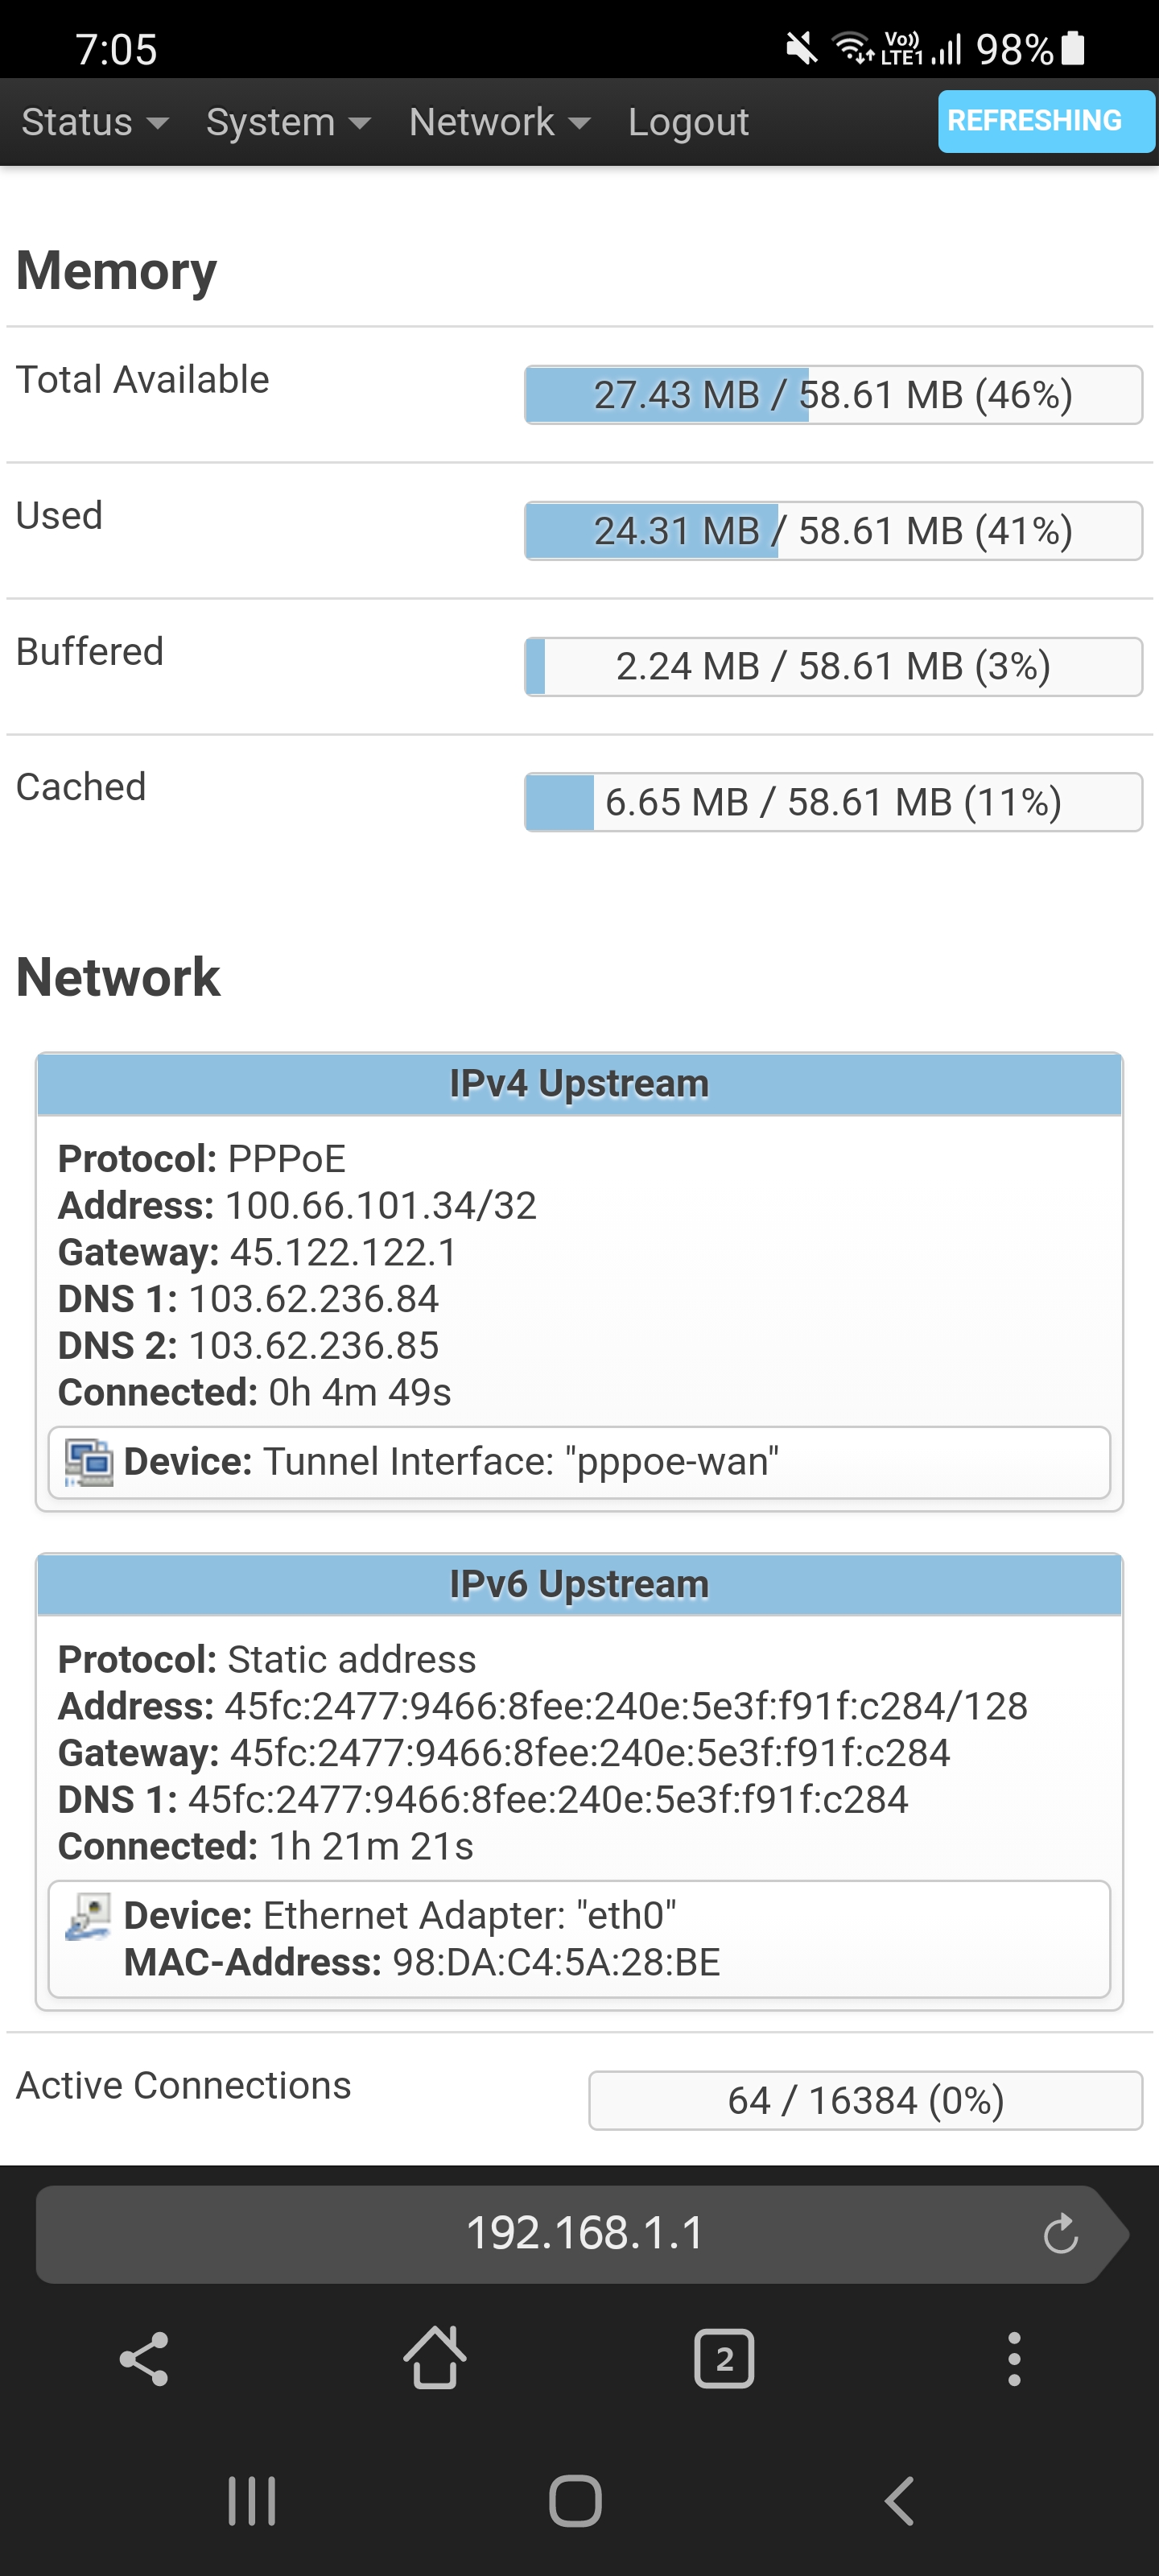 7:05 Vo)) LTE1 98%
Status System Network Logout REFRESHING
Memory
Total Available 27.43 MB / 58.61 MB (46%)
Used 24.31 MB / 58.61 MB (41%)
Buffered 2.24 MB / 58.61 MB (3%)
Cached 6.65 MB / 58.61 MB (11%)
Network
IPv4 Upstream
Protocol: PPPoE
Address: 100.66.101.34/32
Gateway: 45.122.122.1
DNS 1: 103.62.236.84
DNS 2: 103.62.236.85
Connected: 0h 4m 49s
Device: Tunnel Interface: "pppoe-wan"
IPv6 Upstream
Protocol: Static address
Address: 45fc:2477:9466:8fee:240e:5e3f:f91f:c284/128
Gateway: 45fc:2477:9466:8fee:240e:5e3f:f91f:c284
DNS 1: 45fc:2477:9466:8fee:240e:5e3f:f91f:c284
Connected: 1h 21m 21s
Device: Ethernet Adapter: "eth0"
MAC-Address: 98:DA:C4:5A:28:BE
Active Connections 64 / 16384 (0%)
192.168.1.1
2